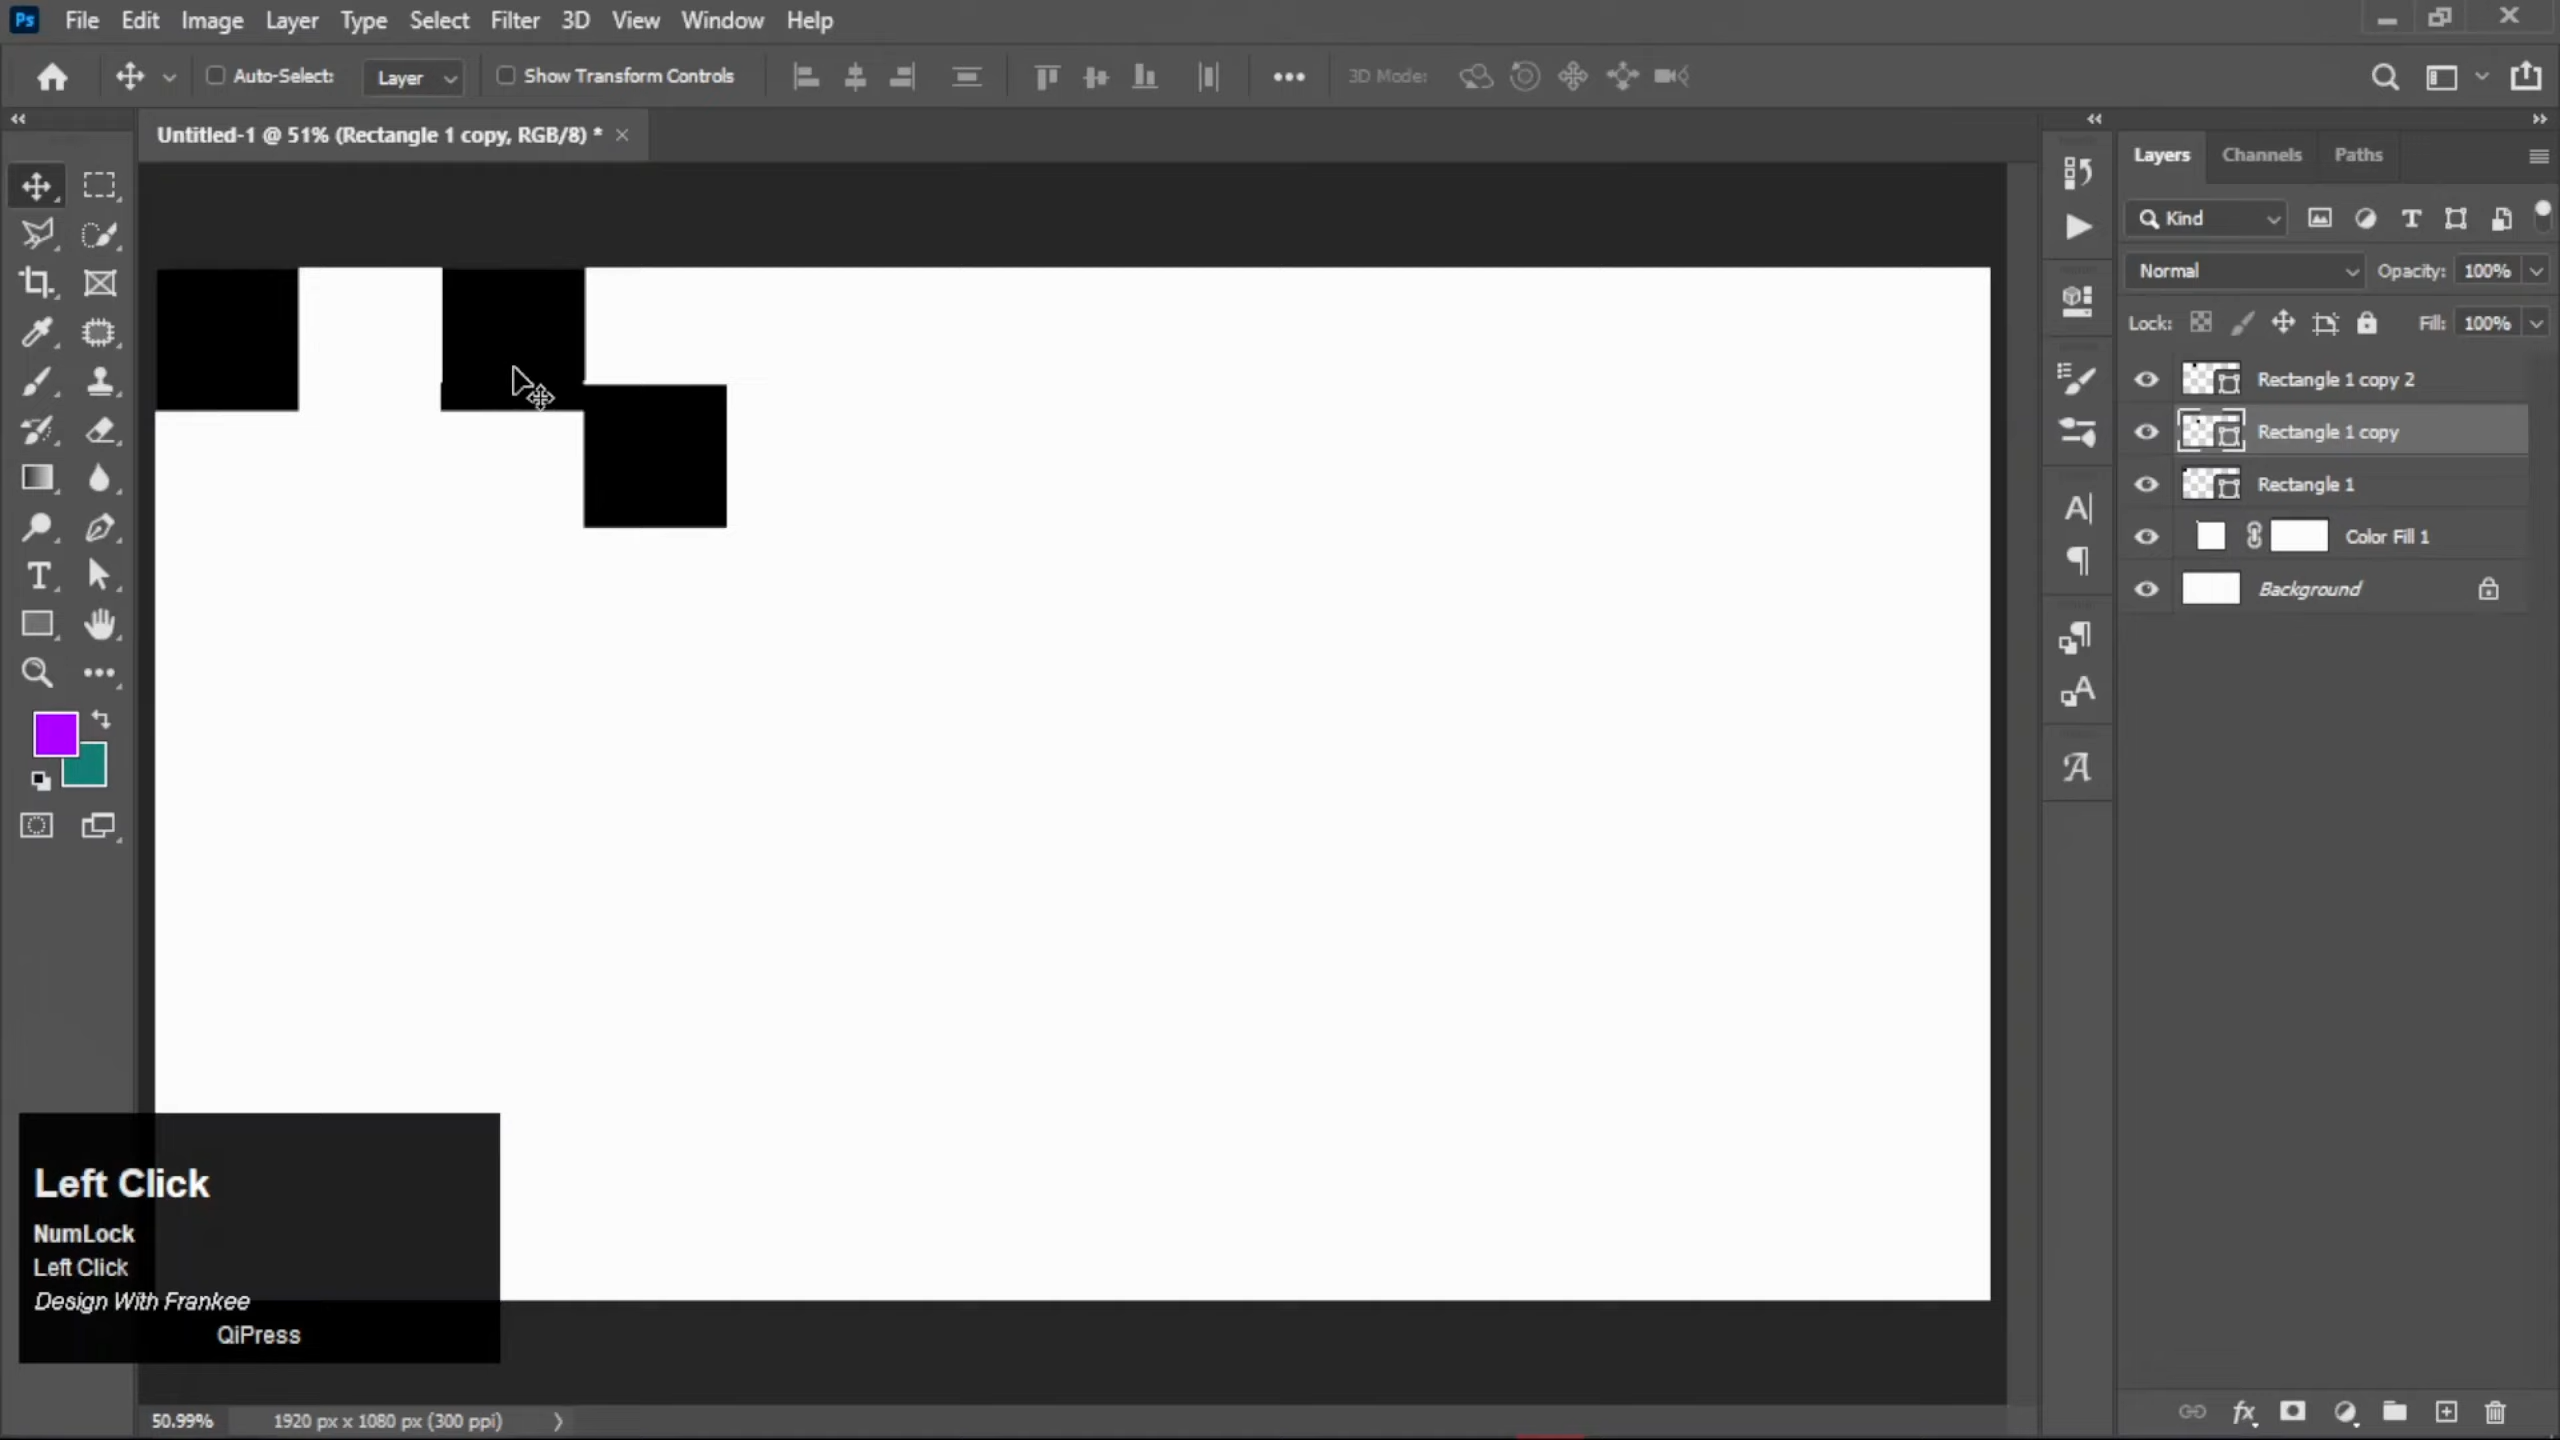 Ps File Edit Image Layer Type Select Filter 3D View Window Help
Auto-Select: Layer Show Transform Controls 3D Mode:
Untitled-1 @ 51% (Rectangle 1 copy, RGB/8) *
Layers Channels Paths
Kind
Normal Opacity: 100%
Lock: Fill: 100%
Rectangle 1 copy 2
Rectangle 1 copy
Rectangle 1
Color Fill 1
Background
Left Click
NumLock
Left Click
Design With Frankee
QiPress
50.99% 1920 px x 1080 px (300 ppi)